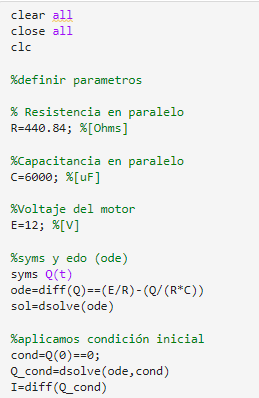 clear all
close all
clc
%definir parametros
% Resistencia en paralelo
R=440.84; %[Ohms]
%Capacitancia en paralelo
C=6000; %[uF]
%Voltaje del motor
E=12; %[V]
%syms y edo (ode)
syms Q(t)
ode=diff(Q)==(E/R)-(Q/(R*C))
sol=dsolve(ode)
%aplicamos condición inicial
cond=Q(0)==0;
Q_cond=dsolve(ode,cond)
I=diff(Q_cond)